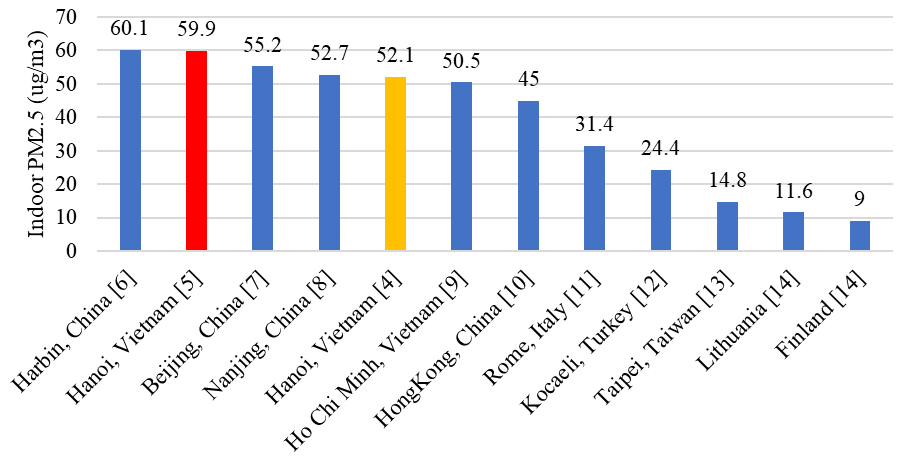 Indoor PM2.5 (ug/m3)
70
60
50
40
30
20
10
0
60.1
59.9
55.2
52.7
52.1
50.5
45
31.4
24.4
14.8
11.6
9
Harbin, China [6]
Hanoi, Vietnam [5]
Beijing, China [7]
Nanjing, China [8]
Hanoi, Vietnam [4]
Ho Chi Minh, Vietnam [9]
HongKong, China [10]
Rome, Italy [11]
Kocaeli, Turkey [12]
Taipei, Taiwan [13]
Lithuania [14]
Finland [14]